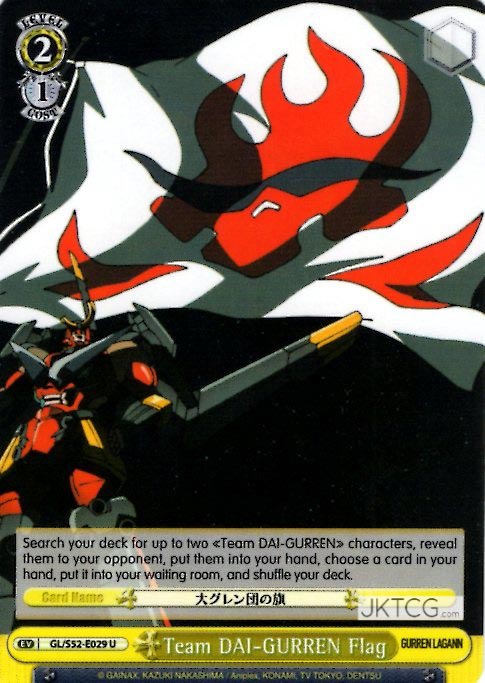 LEVEL
2
1
COST
Search your deck for up to two «Team DAI-GURREN» characters, reveal
them to your opponent, put them into your hand, choose a card in your
hand, put it into your waiting room, and shuffle your deck.
Card Name
大グレン団の旗
JKTCG.com
EV
GL/S52-E029 U
Team DAI-GURREN Flag
GURREN LAGANN
© GAINAX, KAZUKI NAKASHIMA / Aniplex, KONAMI, TV TOKYO, DENTSU